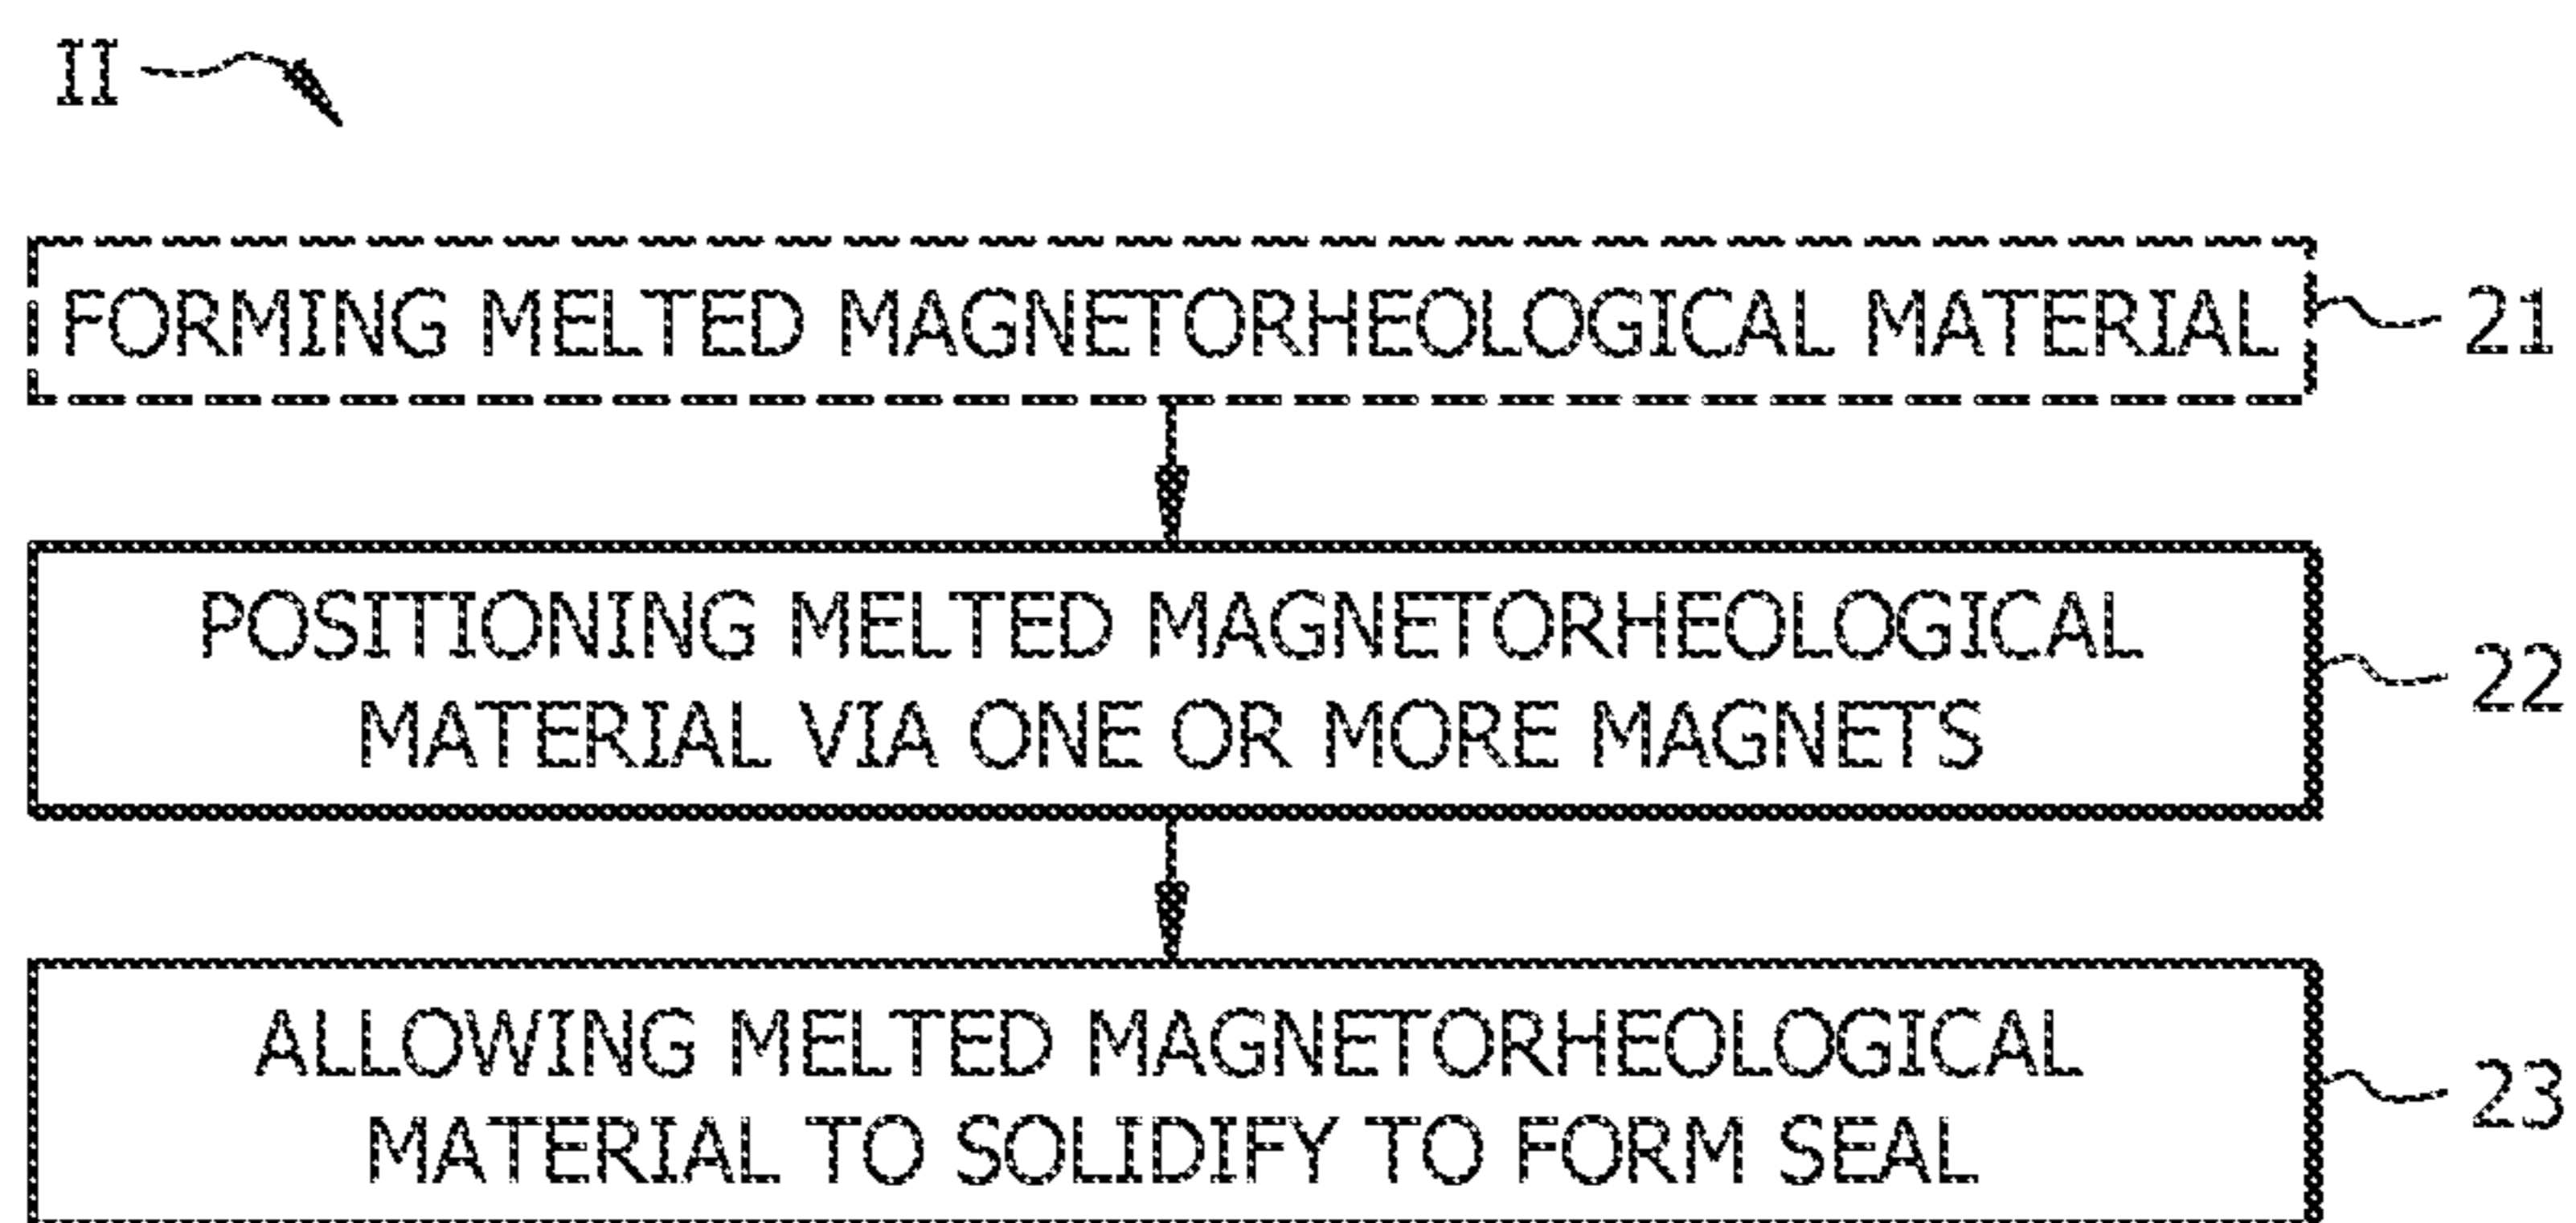 II
FORMING MELTED MAGNETORHEOLOGICAL MATERIAL
21
POSITIONING MELTED MAGNETORHEOLOGICAL
MATERIAL VIA ONE OR MORE MAGNETS
22
ALLOWING MELTED MAGNETORHEOLOGICAL
MATERIAL TO SOLIDIFY TO FORM SEAL
23